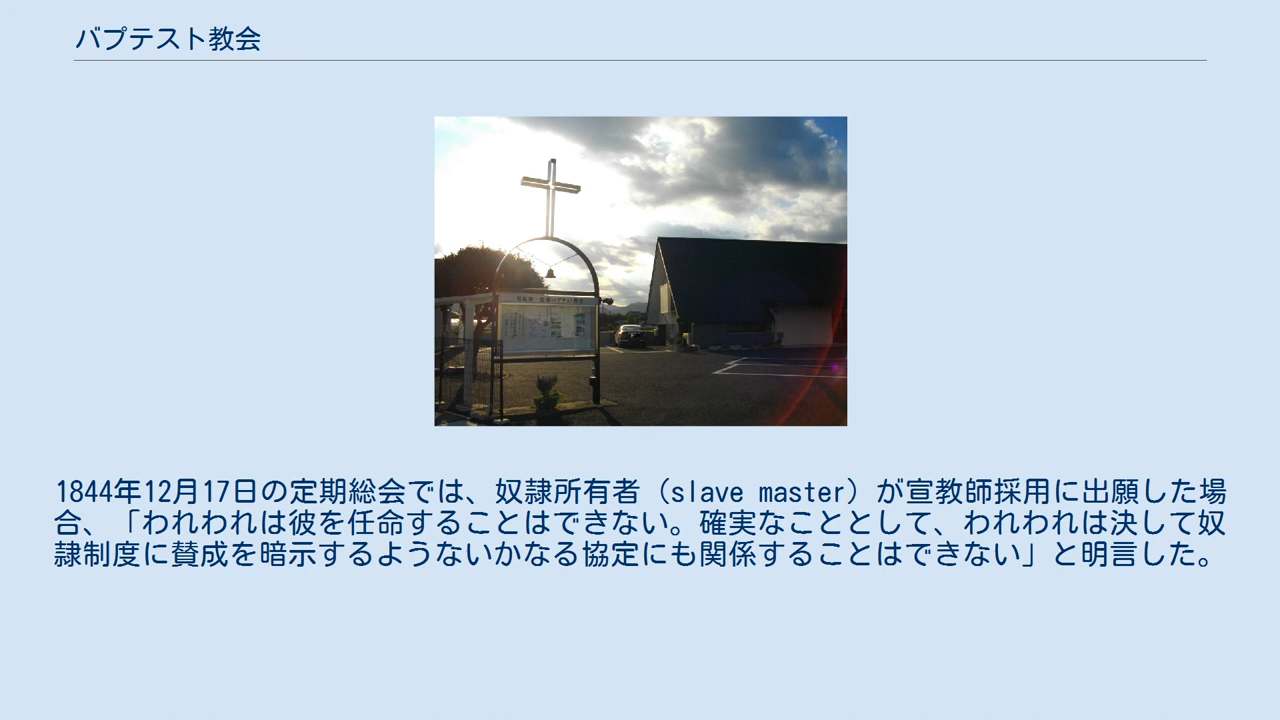 バプテスト教会
1844年12月17日の定期総会では、奴隷所有者（slave master）が宣教師採用に出願した場
合、「われわれは彼を任命することはできない。確実なこととして、われわれは決して奴
隷制度に賛成を暗示するようないかなる協定にも関係することはできない」と明言した。